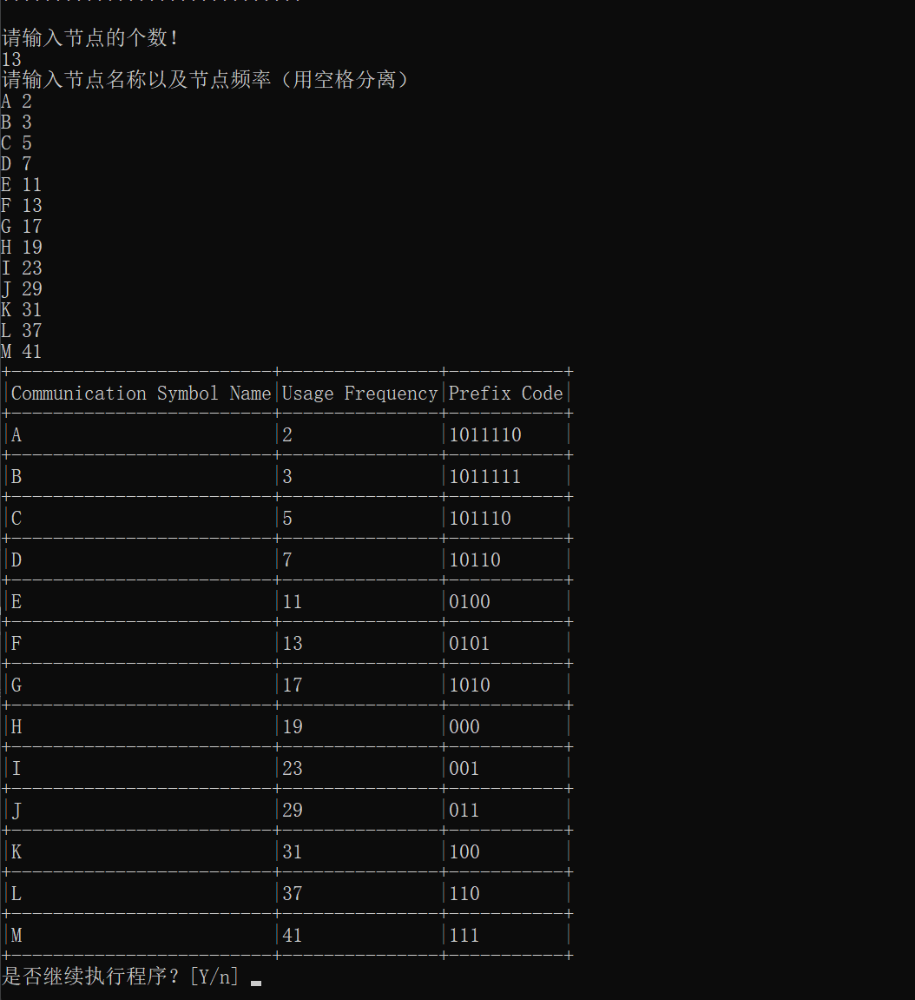 请输入节点的个数！
13
请输入节点名称以及节点频率（用空格分离）
A 2
B 3
C 5
D 7
E 11
F 13
G 17
H 19
I 23
J 29
K 31
L 37
M 41
+-------------------------+---------------+-----------+
|Communication Symbol Name|Usage Frequency|Prefix Code|
+-------------------------+---------------+-----------+
|A                        |2              |1011110    |
+-------------------------+---------------+-----------+
|B                        |3              |1011111    |
+-------------------------+---------------+-----------+
|C                        |5              |101110     |
+-------------------------+---------------+-----------+
|D                        |7              |10110      |
+-------------------------+---------------+-----------+
|E                        |11             |0100       |
+-------------------------+---------------+-----------+
|F                        |13             |0101       |
+-------------------------+---------------+-----------+
|G                        |17             |1010       |
+-------------------------+---------------+-----------+
|H                        |19             |000        |
+-------------------------+---------------+-----------+
|I                        |23             |001        |
+-------------------------+---------------+-----------+
|J                        |29             |011        |
+-------------------------+---------------+-----------+
|K                        |31             |100        |
+-------------------------+---------------+-----------+
|L                        |37             |110        |
+-------------------------+---------------+-----------+
|M                        |41             |111        |
+-------------------------+---------------+-----------+
是否继续执行程序？[Y/n]